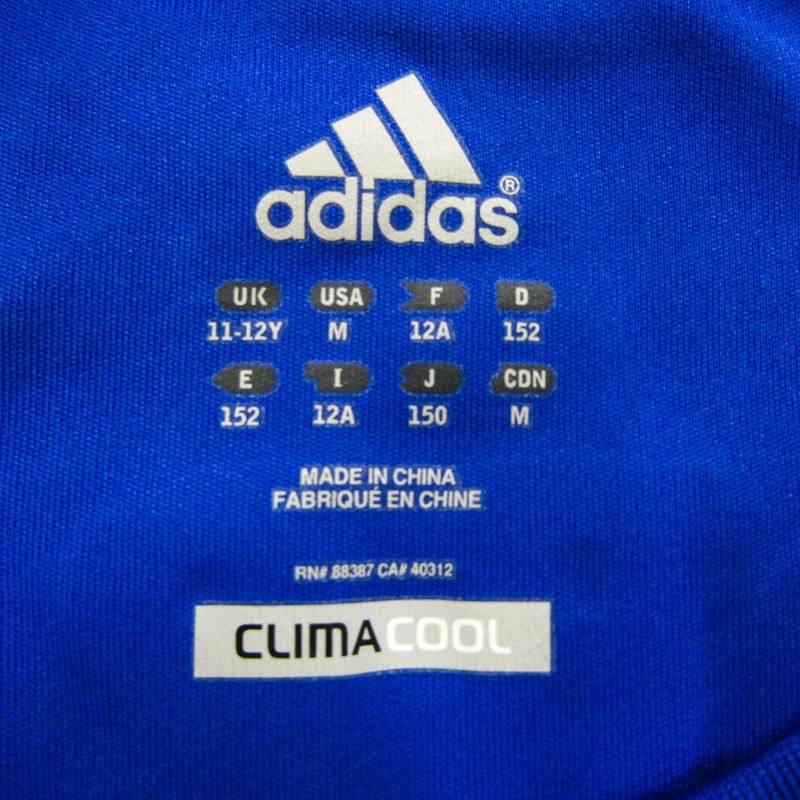 adidas®
UK USA F D
11-12Y M 12A 152
E I J CDN
152 12A 150 M
MADE IN CHINA
FABRIQUÉ EN CHINE
RN# 88387 CA# 40312
CLIMACOOL